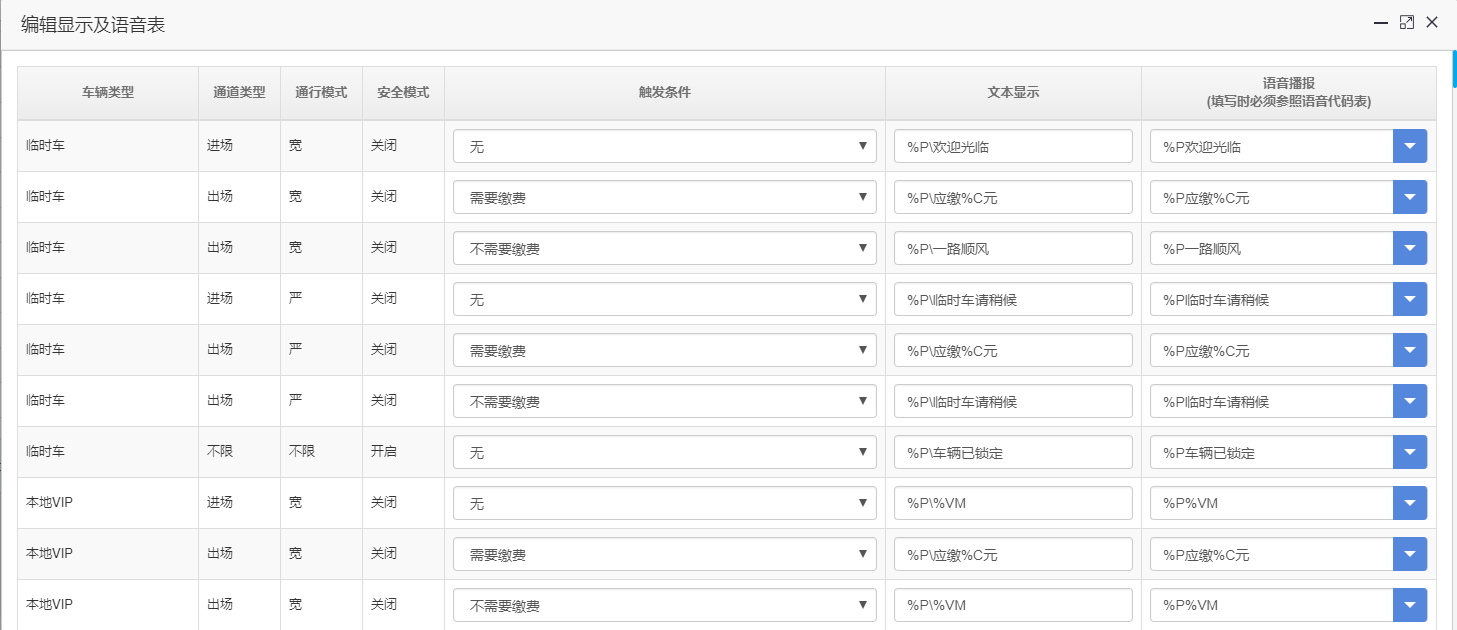 编辑显示及语音表
车辆类型 通道类型 通行模式 安全模式 触发条件 文本显示 语音播报
(填写时必须参照语音代码表)
临时车 进场 宽 关闭 无 %P\欢迎光临 %P欢迎光临
临时车 出场 宽 关闭 需要缴费 %P\应缴%C元 %P应缴%C元
临时车 出场 宽 关闭 不需要缴费 %P\一路顺风 %P一路顺风
临时车 进场 严 关闭 无 %P\临时车请稍候 %P临时车请稍候
临时车 出场 严 关闭 需要缴费 %P\应缴%C元 %P应缴%C元
临时车 出场 严 关闭 不需要缴费 %P\临时车请稍候 %P临时车请稍候
临时车 不限 不限 开启 无 %P\车辆已锁定 %P车辆已锁定
本地VIP 进场 宽 关闭 无 %P\%VM %P%VM
本地VIP 出场 宽 关闭 需要缴费 %P\应缴%C元 %P应缴%C元
本地VIP 出场 宽 关闭 不需要缴费 %P\%VM %P%VM